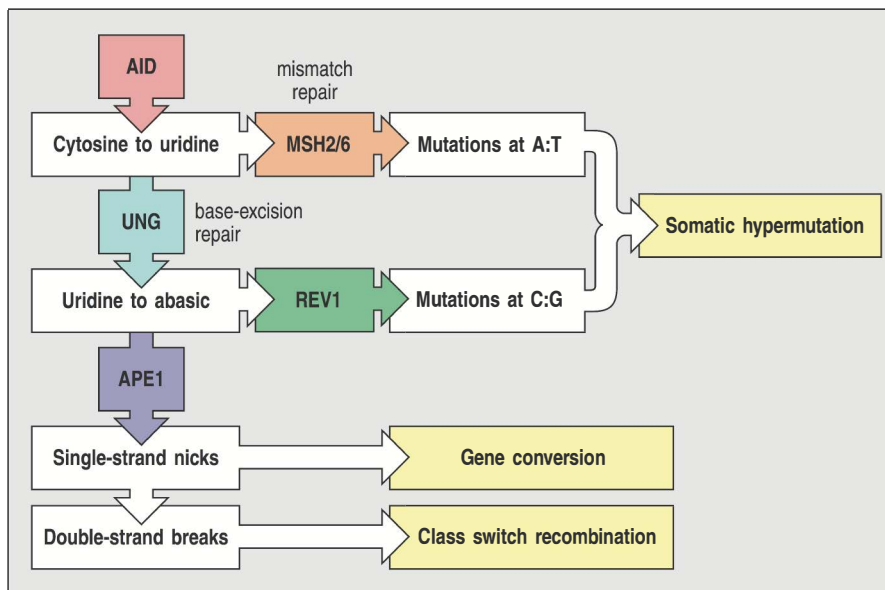 AID
mismatch
repair
Cytosine to uridine
MSH2/6
Mutations at A:T
UNG
base-excision
repair
Somatic hypermutation
Uridine to abasic
REV1
Mutations at C:G
APE1
Single-strand nicks
Gene conversion
Double-strand breaks
Class switch recombination